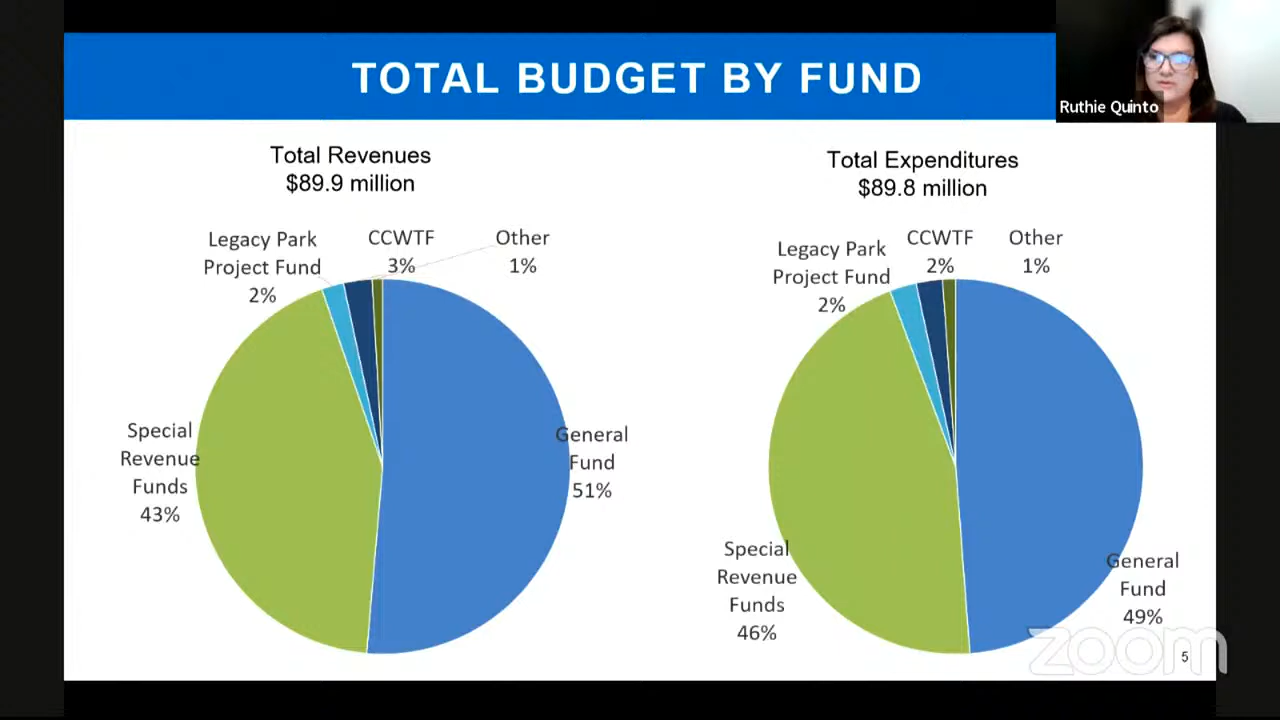 TOTAL BUDGET BY FUND
Ruthie Quinto
Total Revenues
$89.9 million
Legacy Park
Project Fund
2%
CCWTF
3%
Other
1%
Special
Revenue
Funds
43%
General
Fund
51%
Total Expenditures
$89.8 million
Legacy Park
Project Fund
2%
CCWTF
2%
Other
1%
Special
Revenue
Funds
46%
General
Fund
49%
zoom
5